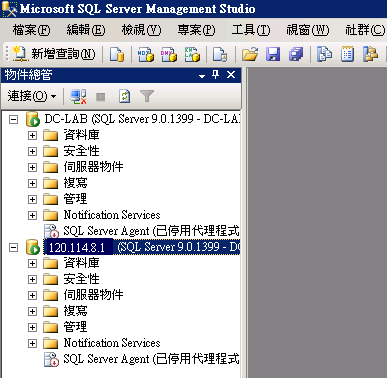 Microsoft SQL Server Management Studio
檔案(F) 編輯(E) 檢視(V) 專案(P) 工具(T) 視窗(W) 社群(C)
新增查詢(N) MDX DMX XMLA
物件總管
連接(O)
DC-LAB (SQL Server 9.0.1399 - DC-LA
資料庫
安全性
伺服器物件
複寫
管理
Notification Services
SQL Server Agent (已停用代理程式
120.114.8.1 (SQL Server 9.0.1399 - DC
資料庫
安全性
伺服器物件
複寫
管理
Notification Services
SQL Server Agent (已停用代理程式